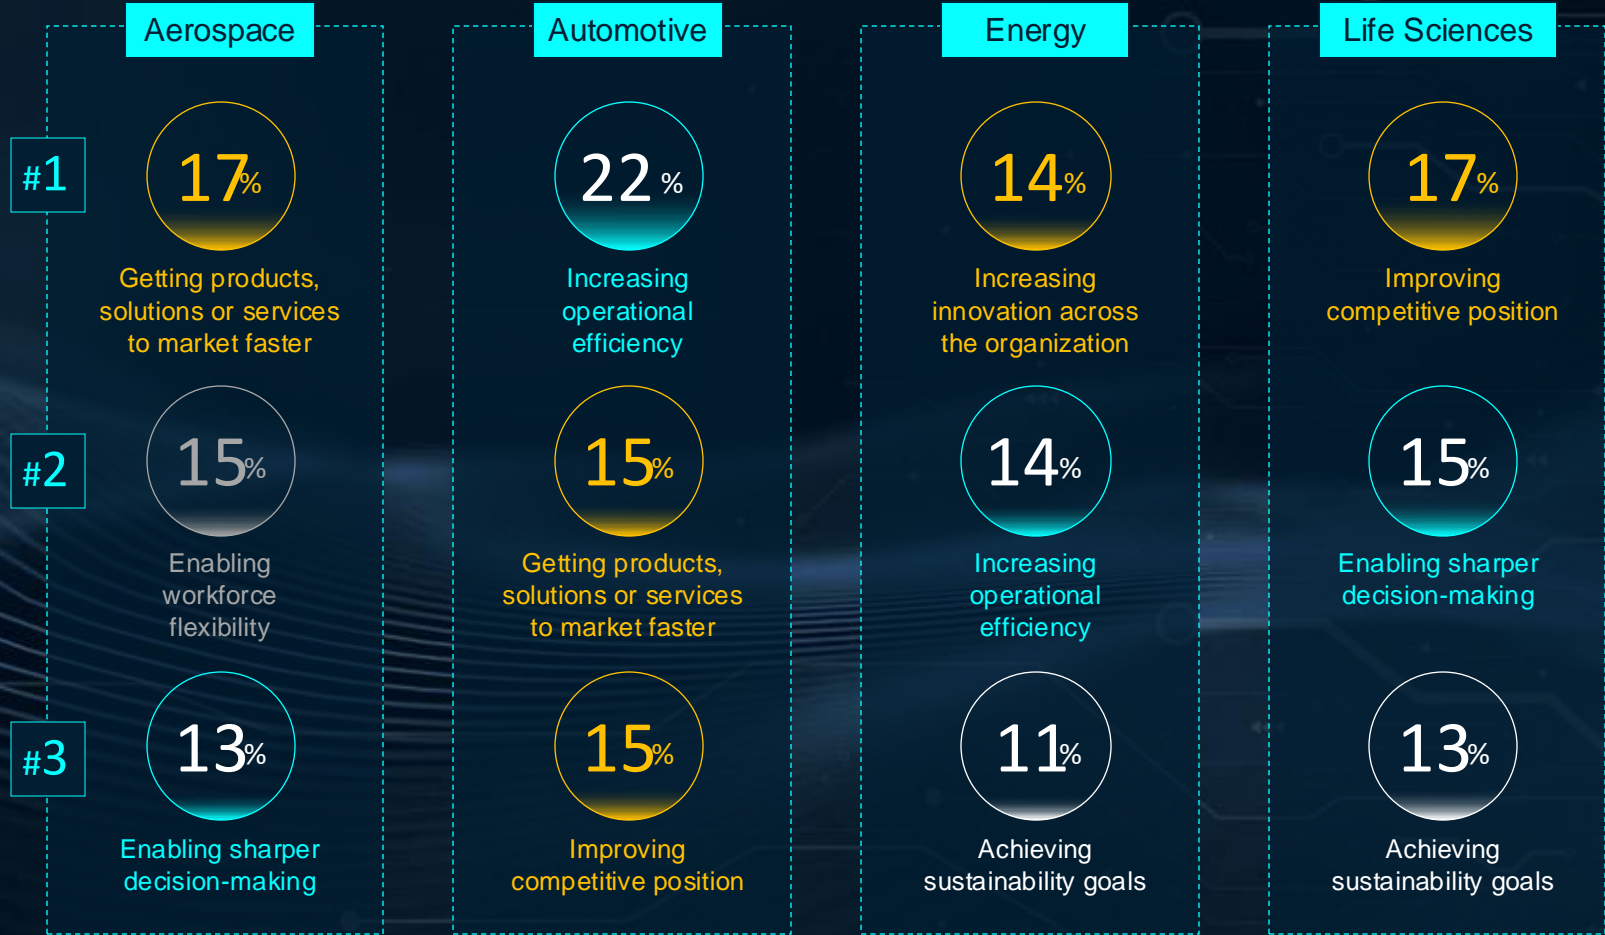 Aerospace
Automotive
Energy
Life Sciences
#1
17%
Getting products,
solutions or services
to market faster
22 %
Increasing
operational
efficiency
14%
Increasing
innovation across
the organization
17%
Improving
competitive position
#2
15%
Enabling
workforce
flexibility
15%
Getting products,
solutions or services
to market faster
14%
Increasing
operational
efficiency
15%
Enabling sharper
decision-making
#3
13%
Enabling sharper
decision-making
15%
Improving
competitive position
11%
Achieving
sustainability goals
13%
Achieving
sustainability goals